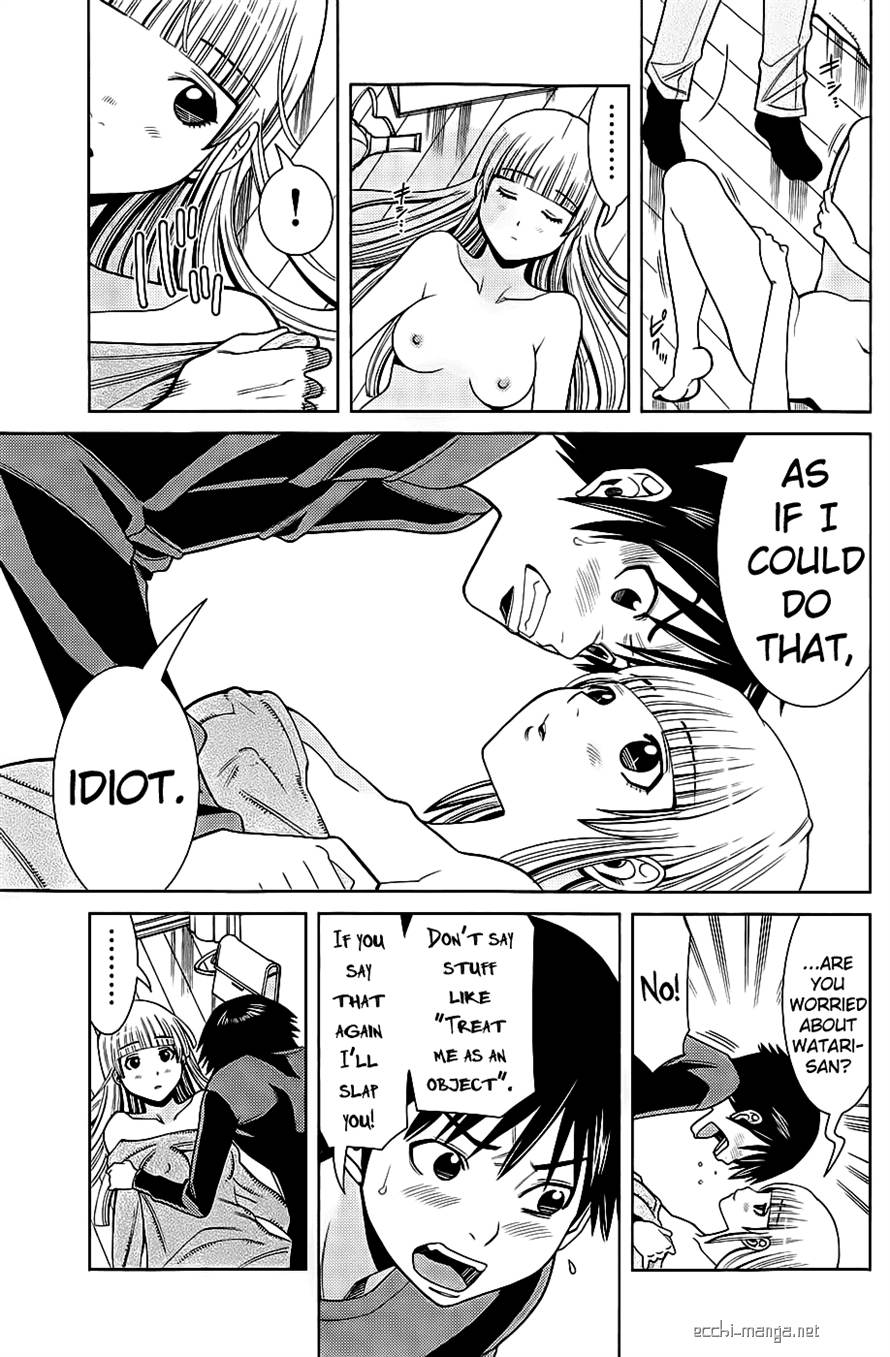 ………
!
AS
IF I
COULD
DO
THAT,
IDIOT.
...ARE
YOU
WORRIED
ABOUT
WATARI-
SAN?
NO!
DON'T SAY
STUFF
LIKE
"TREAT
ME AS AN
OBJECT".
IF YOU
SAY
THAT
AGAIN
I'LL
SLAP
YOU!
………
ecchi-manga.net